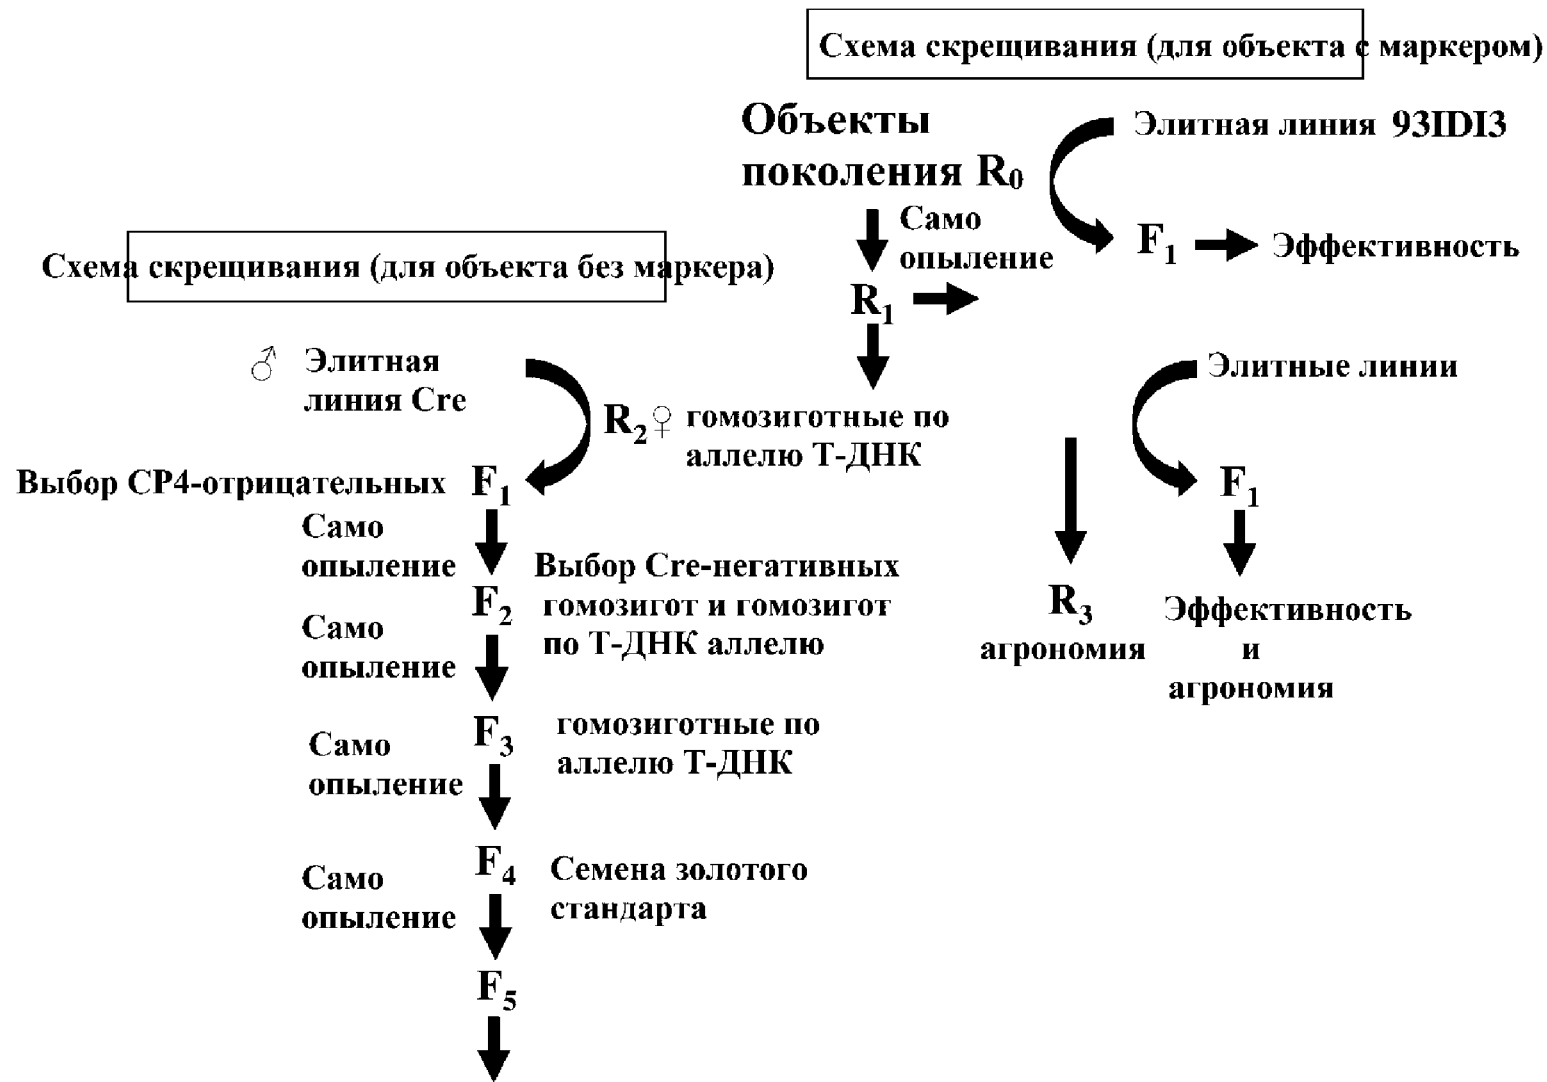 Схема скрещивания (для объекта с маркером)
Объекты
поколения R0
Элитная линия 93IDI3
Само
опыление
F1
Эффективность
R1
Схема скрещивания (для объекта без маркера)
♂ Элитная
линия Cre
R2♀ гомозиготные по
аллелю Т-ДНК
Элитные линии
Выбор CP4-отрицательных F1
F1
Само
опыление
Выбор Cre-негативных
F2 гомозигот и гомозигот
по Т-ДНК аллелю
R3
агрономия
Эффективность
и
агрономия
Само
опыление
F3
гомозиготные по
аллелю Т-ДНК
Само
опыление
F4
Семена золотого
стандарта
Само
опыление
F5